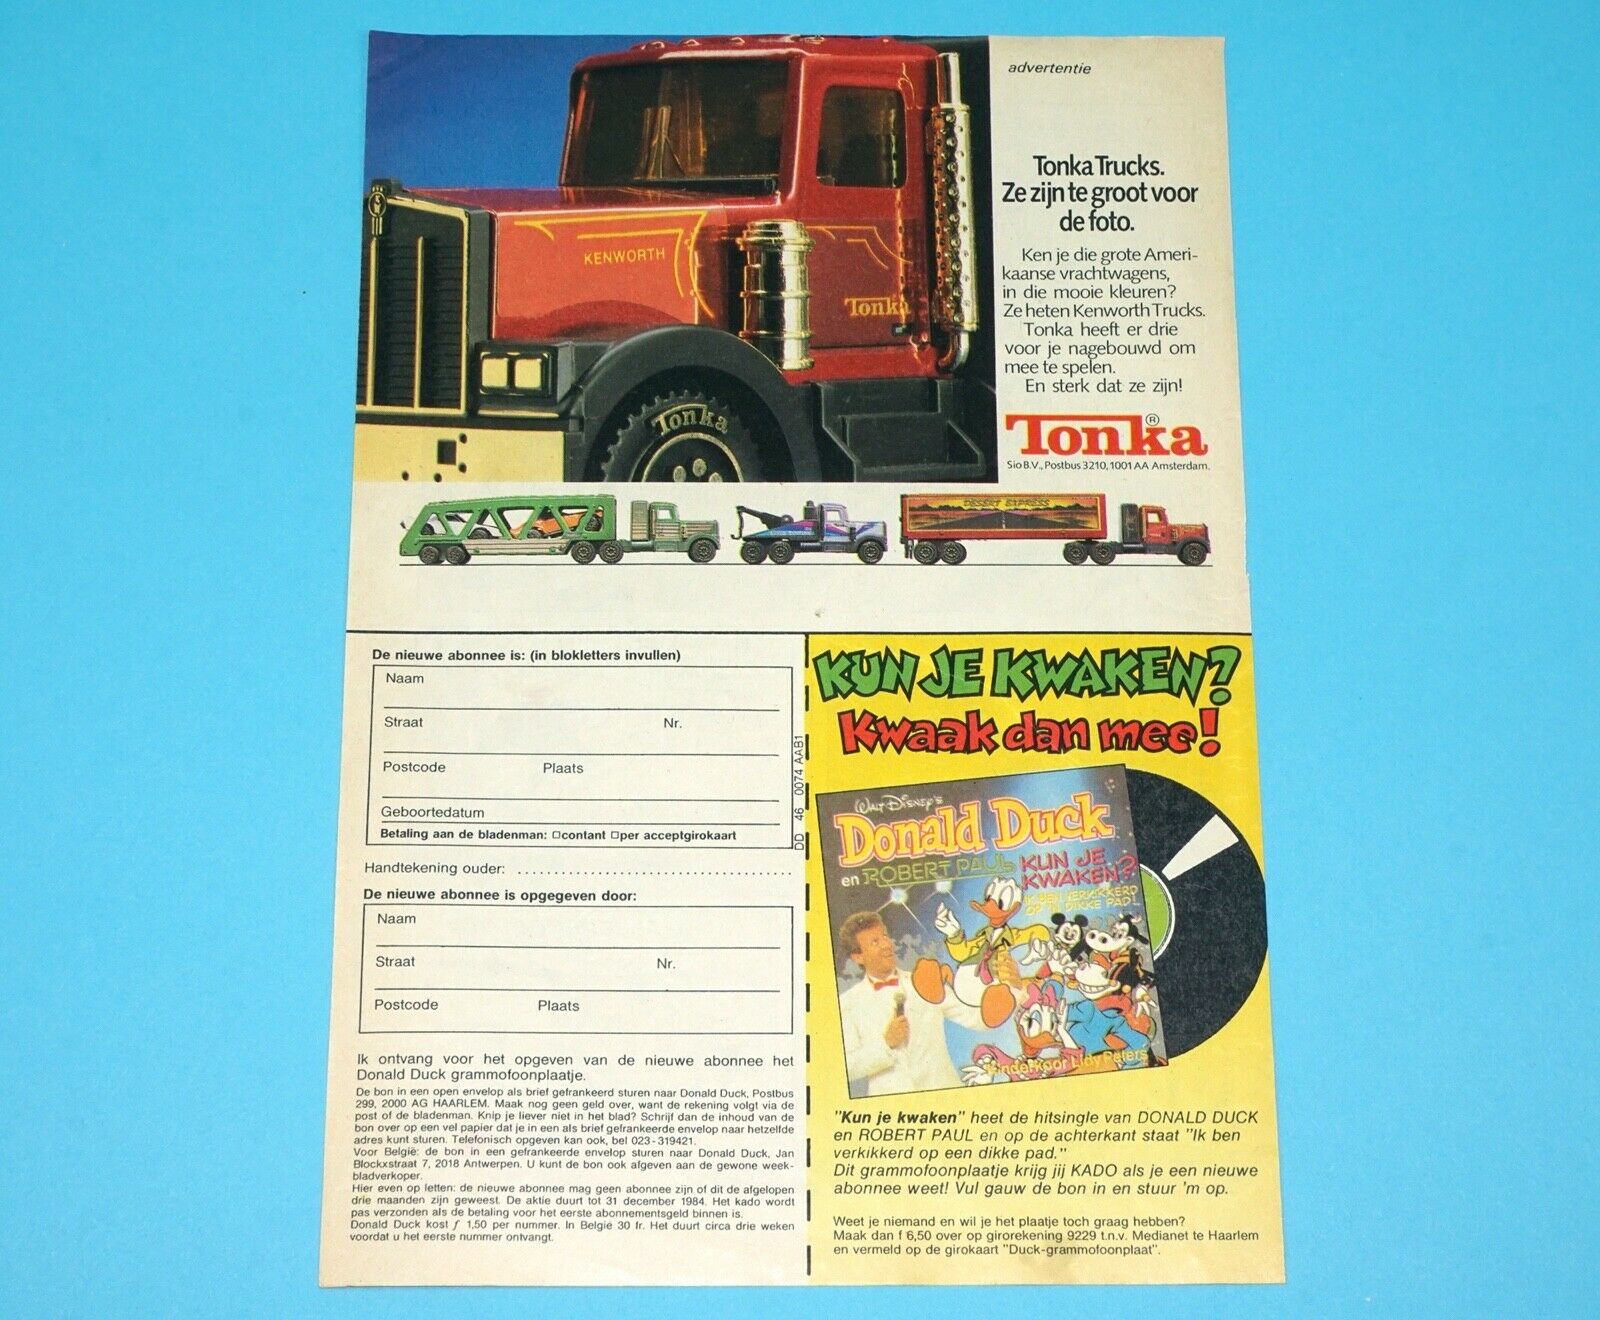 advertentie
Tonka Trucks.
Ze zijn te groot voor
de foto.
Ken je die grote Ameri-
kaanse vrachtwagens,
in die mooie kleuren?
Ze heten Kenworth Trucks.
Tonka heeft er drie
voor je nagebouwd om
mee te spelen.
En sterk dat ze zijn!
Tonka®
Sio B.V., Postbus 3210, 1001 AA Amsterdam.
KENWORTH
Tonka
Tonka
DESERT EXPRESS
De nieuwe abonnee is: (in blokletters invullen)
Naam
Straat Nr.
Postcode Plaats
Geboortedatum
Betaling aan de bladenman: □contant □per acceptgirokaart
DD 46 0074 AAB1
Handtekening ouder: ....................................
De nieuwe abonnee is opgegeven door:
Naam
Straat Nr.
Postcode Plaats
Ik ontvang voor het opgeven van de nieuwe abonnee het
Donald Duck grammofoonplaatje.
De bon in een open envelop als brief gefrankeerd sturen naar Donald Duck, Postbus
299, 2000 AG HAARLEM. Maak nog geen geld over, want de rekening volgt via de
post of de bladenman. Knip je liever niet in het blad? Schrijf dan de inhoud van de
bon over op een vel papier dat je in een als brief gefrankeerde envelop naar hetzelfde
adres kunt sturen. Telefonisch opgeven kan ook, bel 023-319421.
Voor België: de bon in een gefrankeerde envelop sturen naar Donald Duck, Jan
Blockxstraat 7, 2018 Antwerpen. U kunt de bon ook afgeven aan de gewone week-
bladverkoper.
Hier even op letten: de nieuwe abonnee mag geen abonnee zijn of dit de afgelopen
drie maanden zijn geweest. De aktie duurt tot 31 december 1984. Het kado wordt
pas verzonden als de betaling voor het eerste abonnementsgeld binnen is.
Donald Duck kost ƒ 1,50 per nummer. In België 30 fr. Het duurt circa drie weken
voordat u het eerste nummer ontvangt.
KUN JE KWAKEN?
Kwaak dan mee!
WALT DISNEY'S
Donald Duck
en ROBERT PAUL KUN JE
KWAKEN?
IK BEN VERKIKKERD
OP 'N DIKKE PAD!
Kinderkoor Lidy Peters
"Kun je kwaken" heet de hitsingle van DONALD DUCK
en ROBERT PAUL en op de achterkant staat "Ik ben
verkikkerd op een dikke pad."
Dit grammofoonplaatje krijg jij KADO als je een nieuwe
abonnee weet! Vul gauw de bon in en stuur 'm op.
Weet je niemand en wil je het plaatje toch graag hebben?
Maak dan f 6,50 over op girorekening 9229 t.n.v. Medianet te Haarlem
en vermeld op de girokaart "Duck-grammofoonplaat".